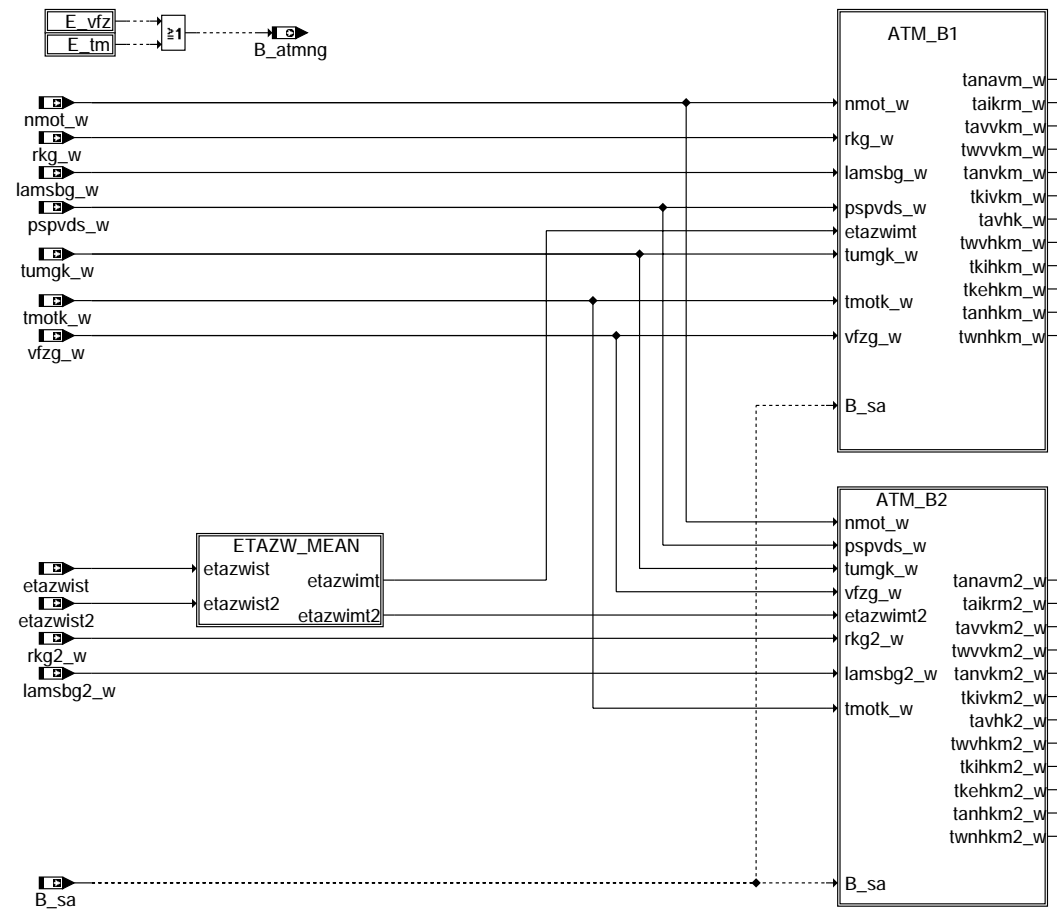 E_vfz
E_tm
≥1
B_atmng
nmot_w
rkg_w
lamsbg_w
pspvds_w
tumgk_w
tmotk_w
vfzg_w
ATM_B1
nmot_w
rkg_w
lamsbg_w
pspvds_w
etazwimt
tumgk_w
tmotk_w
vfzg_w
B_sa
tanavm_w
taikrm_w
tavvkm_w
twvvkm_w
tanvkm_w
tkivkm_w
tavhk_w
twvhkm_w
tkihkm_w
tkehkm_w
tanhkm_w
twnhkm_w
etazwist
etazwist2
rkg2_w
lamsbg2_w
ETAZW_MEAN
etazwist
etazwist2
etazwimt
etazwimt2
ATM_B2
nmot_w
pspvds_w
tumgk_w
vfzg_w
etazwimt2
rkg2_w
lamsbg2_w
tmotk_w
B_sa
tanavm2_w
taikrm2_w
tavvkm2_w
twvvkm2_w
tanvkm2_w
tkivkm2_w
tavhk2_w
twvhkm2_w
tkihkm2_w
tkehkm2_w
tanhkm2_w
twnhkm2_w
B_sa